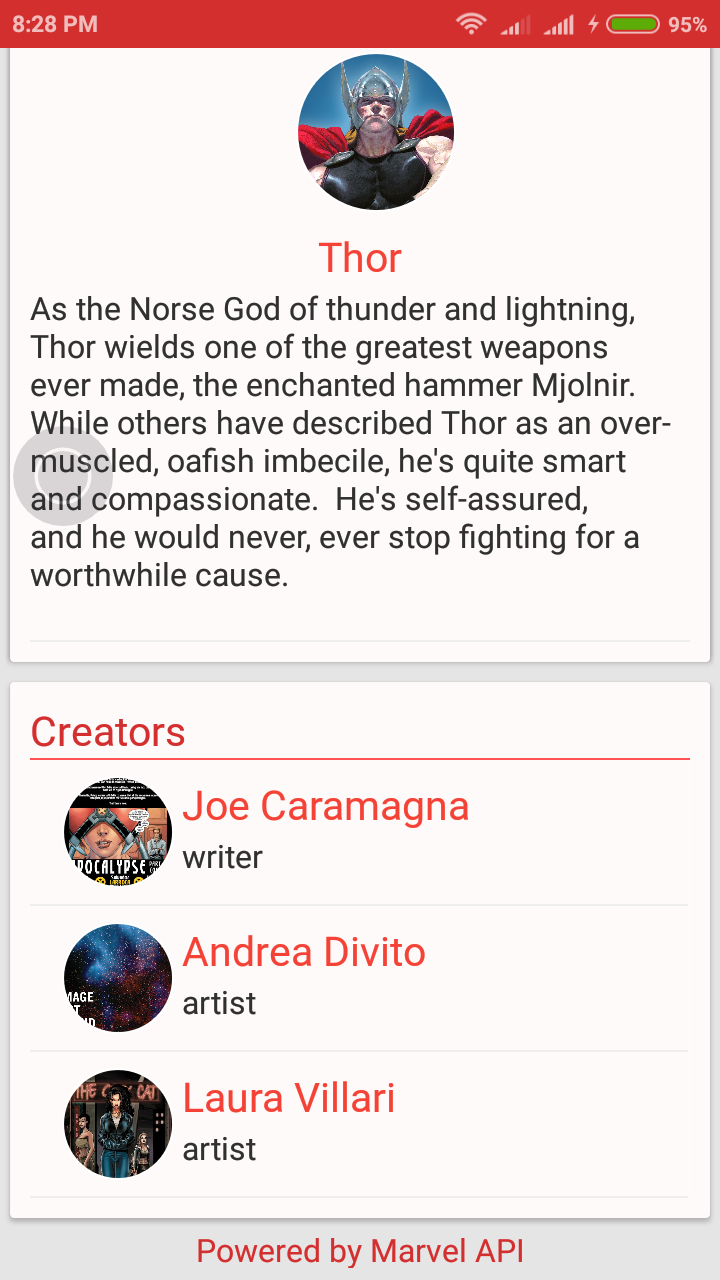 8:28 PM 95%
Thor
As the Norse God of thunder and lightning,
Thor wields one of the greatest weapons
ever made, the enchanted hammer Mjolnir.
While others have described Thor as an over-
muscled, oafish imbecile, he's quite smart
and compassionate.  He's self-assured,
and he would never, ever stop fighting for a
worthwhile cause.
Creators
Joe Caramagna
writer
Andrea Divito
artist
Laura Villari
artist
Powered by Marvel API